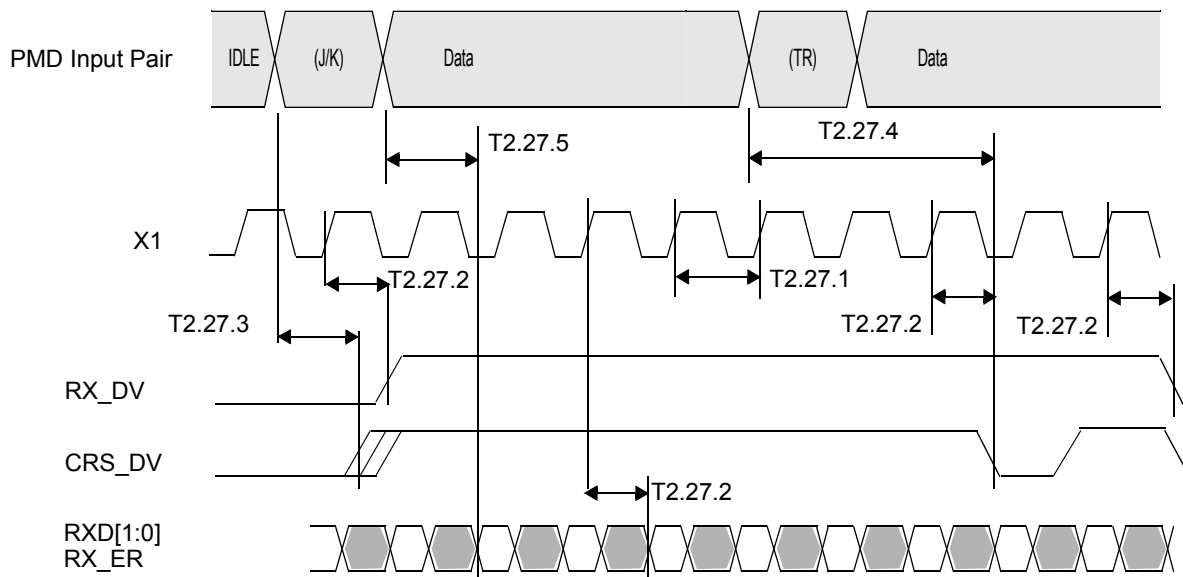 PMD Input Pair
IDLE
(J/K)
Data
(TR)
Data
T2.27.5
T2.27.4
X1
T2.27.2
T2.27.1
T2.27.3
T2.27.2
T2.27.2
RX_DV
CRS_DV
T2.27.2
RXD[1:0]
RX_ER